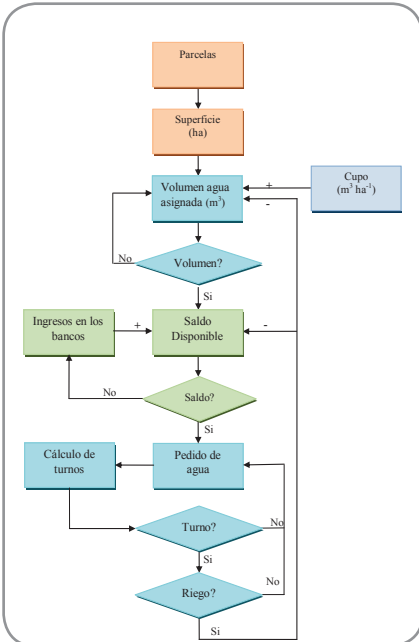 Parcelas
Superficie
(ha)
Volumen agua
asignada (m³)
+
-
Cupo
(m³ ha⁻¹)
No
Volumen?
Si
Ingresos en los
bancos
+
Saldo
Disponible
-
No
Saldo?
Si
Cálculo de
turnos
Pedido de
agua
Turno?
No
Si
Riego?
No
Si